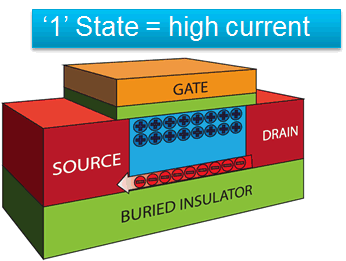 ‘1’ State = high current
GATE
SOURCE
DRAIN
BURIED INSULATOR